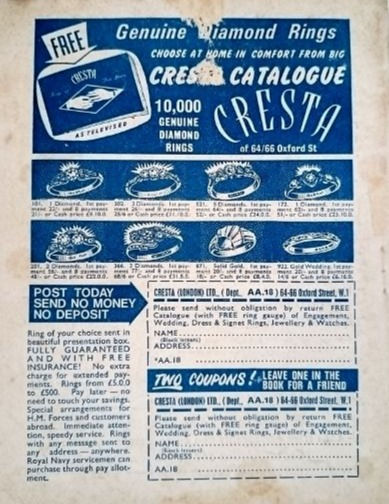 FREE
Genuine Diamond Rings
CHOOSE AT HOME IN COMFORT FROM BIG
CRESTA CATALOGUE
CRESTA
AS TELEVISED
10,000
GENUINE
DIAMOND
RINGS
CRESTA
of 64/66 Oxford St
POST TODAY
SEND NO MONEY
NO DEPOSIT
Ring of your choice sent in
beautiful presentation box.
FULLY GUARANTEED
AND WITH FREE
INSURANCE! No extra
charge for extended pay-
ments. Rings from £5.0.0
to £500. Pay later — no
need to touch your savings.
Special arrangements for
H.M. Forces and customers
abroad. Immediate atten-
tion, speedy service. Rings
with any message sent to
any address — anywhere.
Royal Navy servicemen can
purchase through pay allot-
ment.
CRESTA (LONDON) LTD., (Dept. AA.18) 64-66 Oxford Street, W.1
Please send without obligation by return FREE
Catalogue (with FREE ring gauge) of Engagement,
Wedding, Dress & Signet Rings, Jewellery & Watches.
NAME
(Block letters)
ADDRESS
*AA.18
TWO COUPONS! LEAVE ONE IN THE
BOOK FOR A FRIEND
CRESTA (LONDON) LTD., (Dept. AA.18) 64-66 Oxford Street, W.1
Please send without obligation by return FREE
Catalogue (with FREE ring gauge) of Engagement,
Wedding, Dress & Signet Rings, Jewellery & Watches.
NAME
(Block letters)
ADDRESS
AA.18